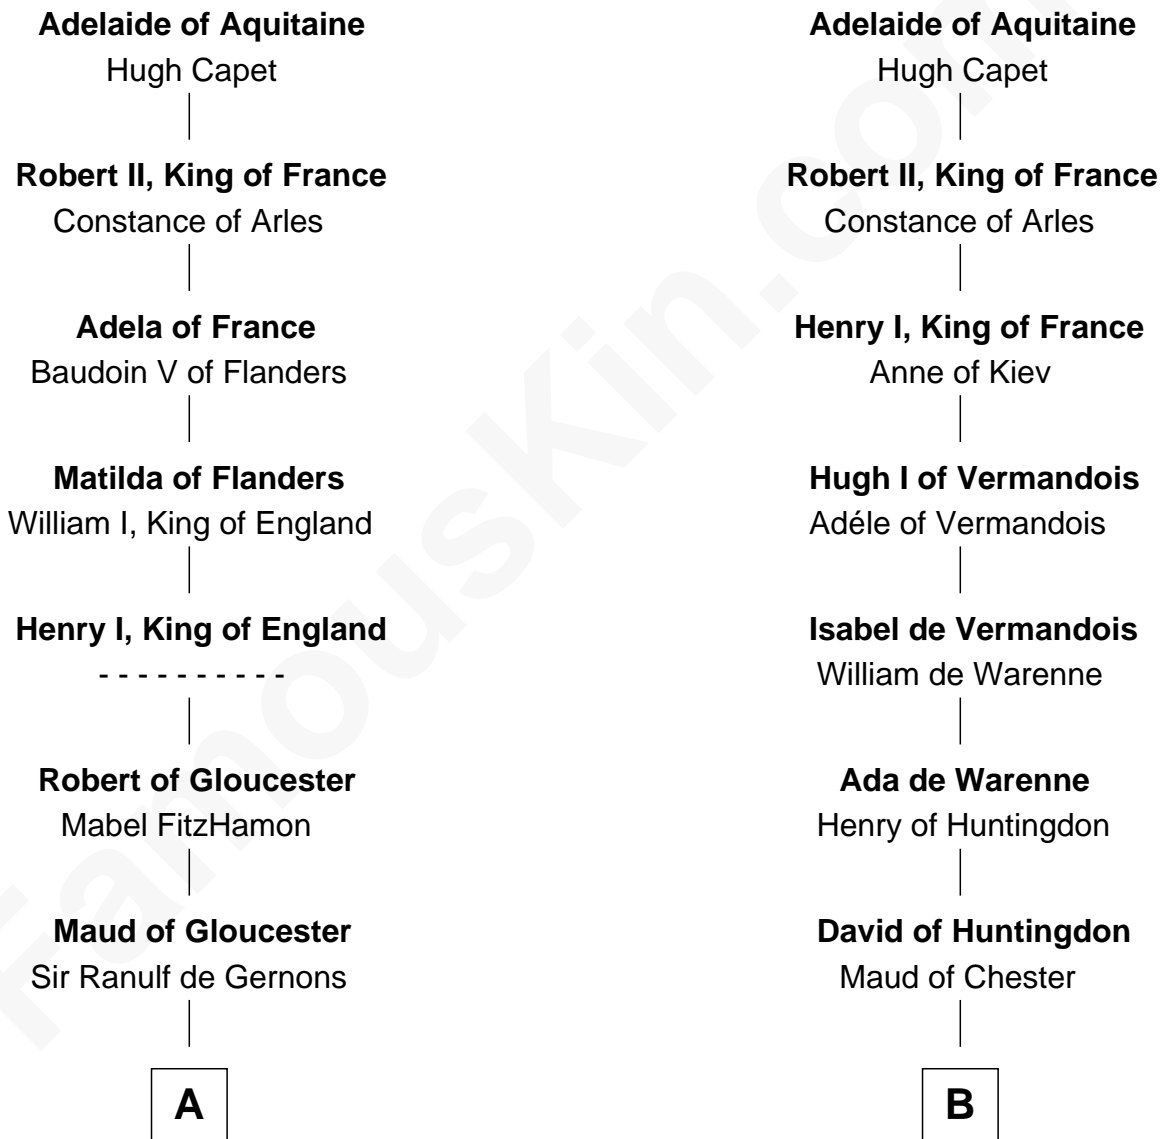 Adelaide of Aquitaine
Hugh Capet
Robert II, King of France
Constance of Arles
Adela of France
Baudoin V of Flanders
Matilda of Flanders
William I, King of England
Henry I, King of England
- - - - - - - - - -
Robert of Gloucester
Mabel FitzHamon
Maud of Gloucester
Sir Ranulf de Gernons
A
Adelaide of Aquitaine
Hugh Capet
Robert II, King of France
Constance of Arles
Henry I, King of France
Anne of Kiev
Hugh I of Vermandois
Adéle of Vermandois
Isabel de Vermandois
William de Warenne
Ada de Warenne
Henry of Huntingdon
David of Huntingdon
Maud of Chester
B
FamousKin.com